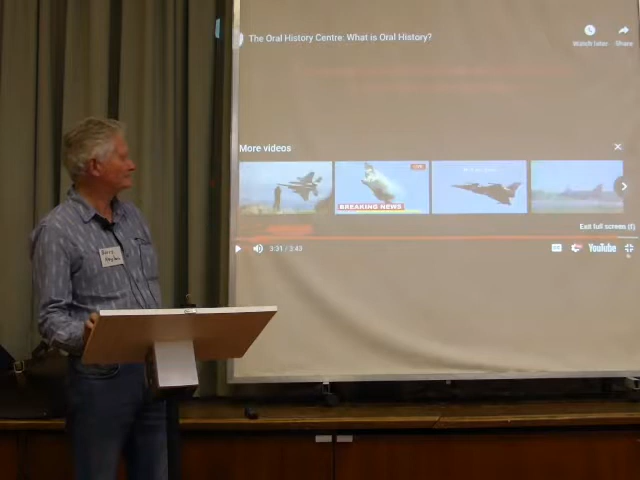 The Oral History Centre: What is Oral History?
Watch later
Share
More videos
LIVE
BREAKING NEWS
Exit full screen (f)
3:31 / 3:43
YouTube